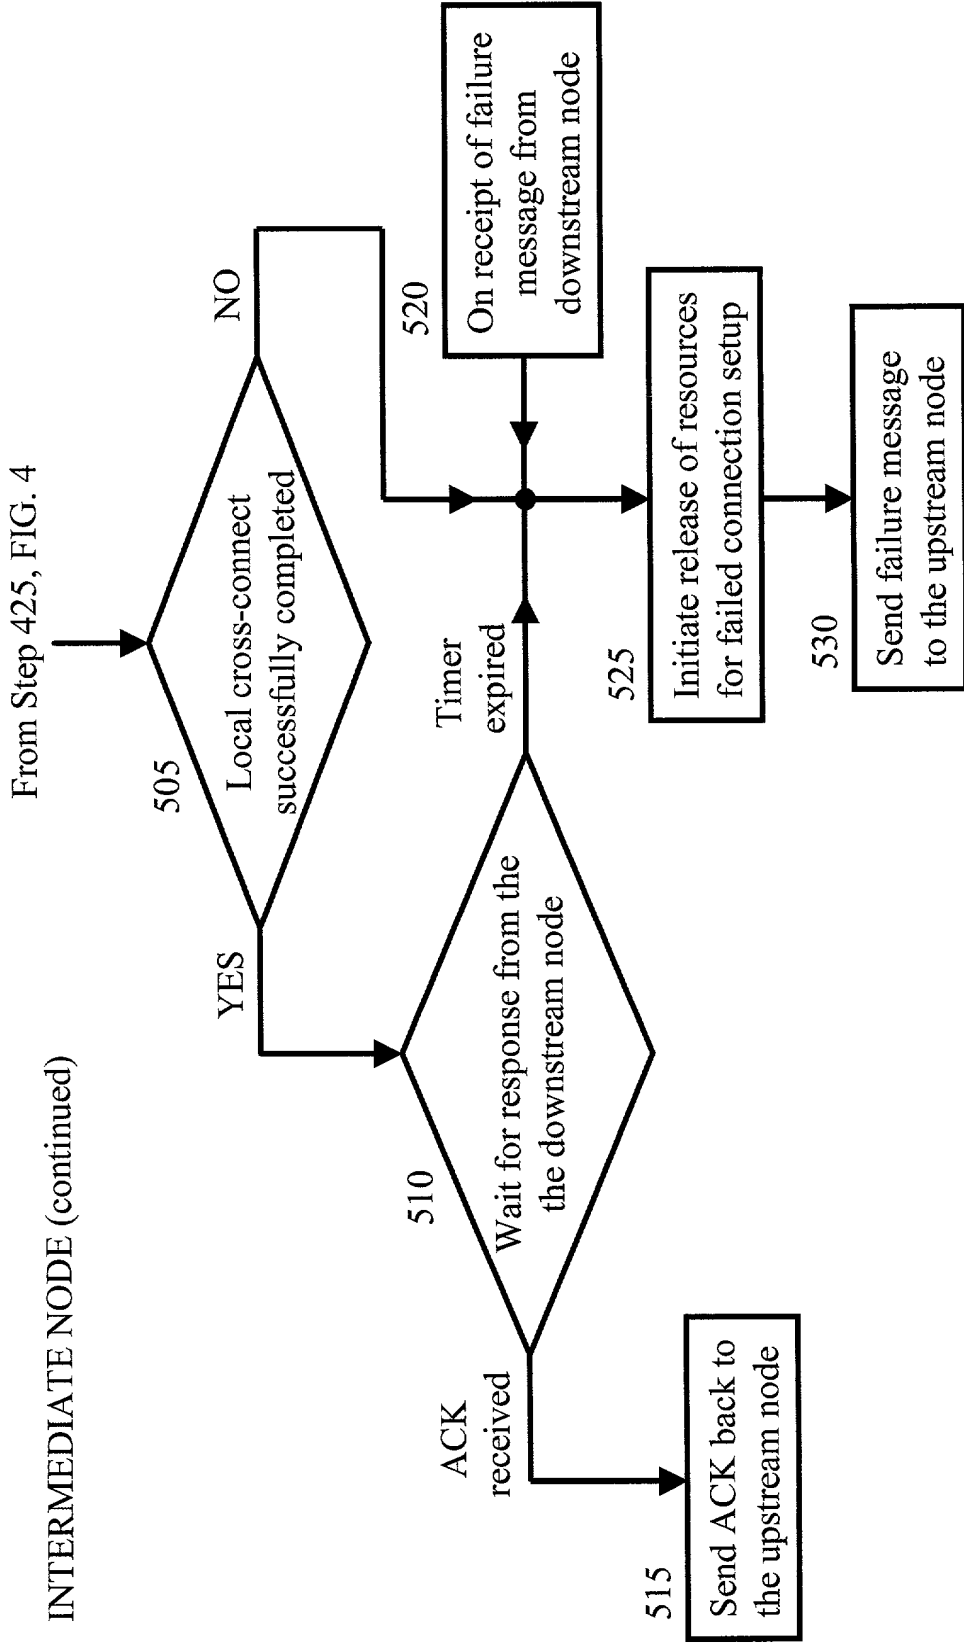 INTERMEDIATE NODE (continued)
From Step 425, FIG. 4
505
Local cross-connect
successfully completed
YES
NO
510
Wait for response from the
the downstream node
ACK
received
Timer
expired
520
On receipt of failure
message from
downstream node
515
Send ACK back to
the upstream node
525
Initiate release of resources
for failed connection setup
530
Send failure message
to the upstream node